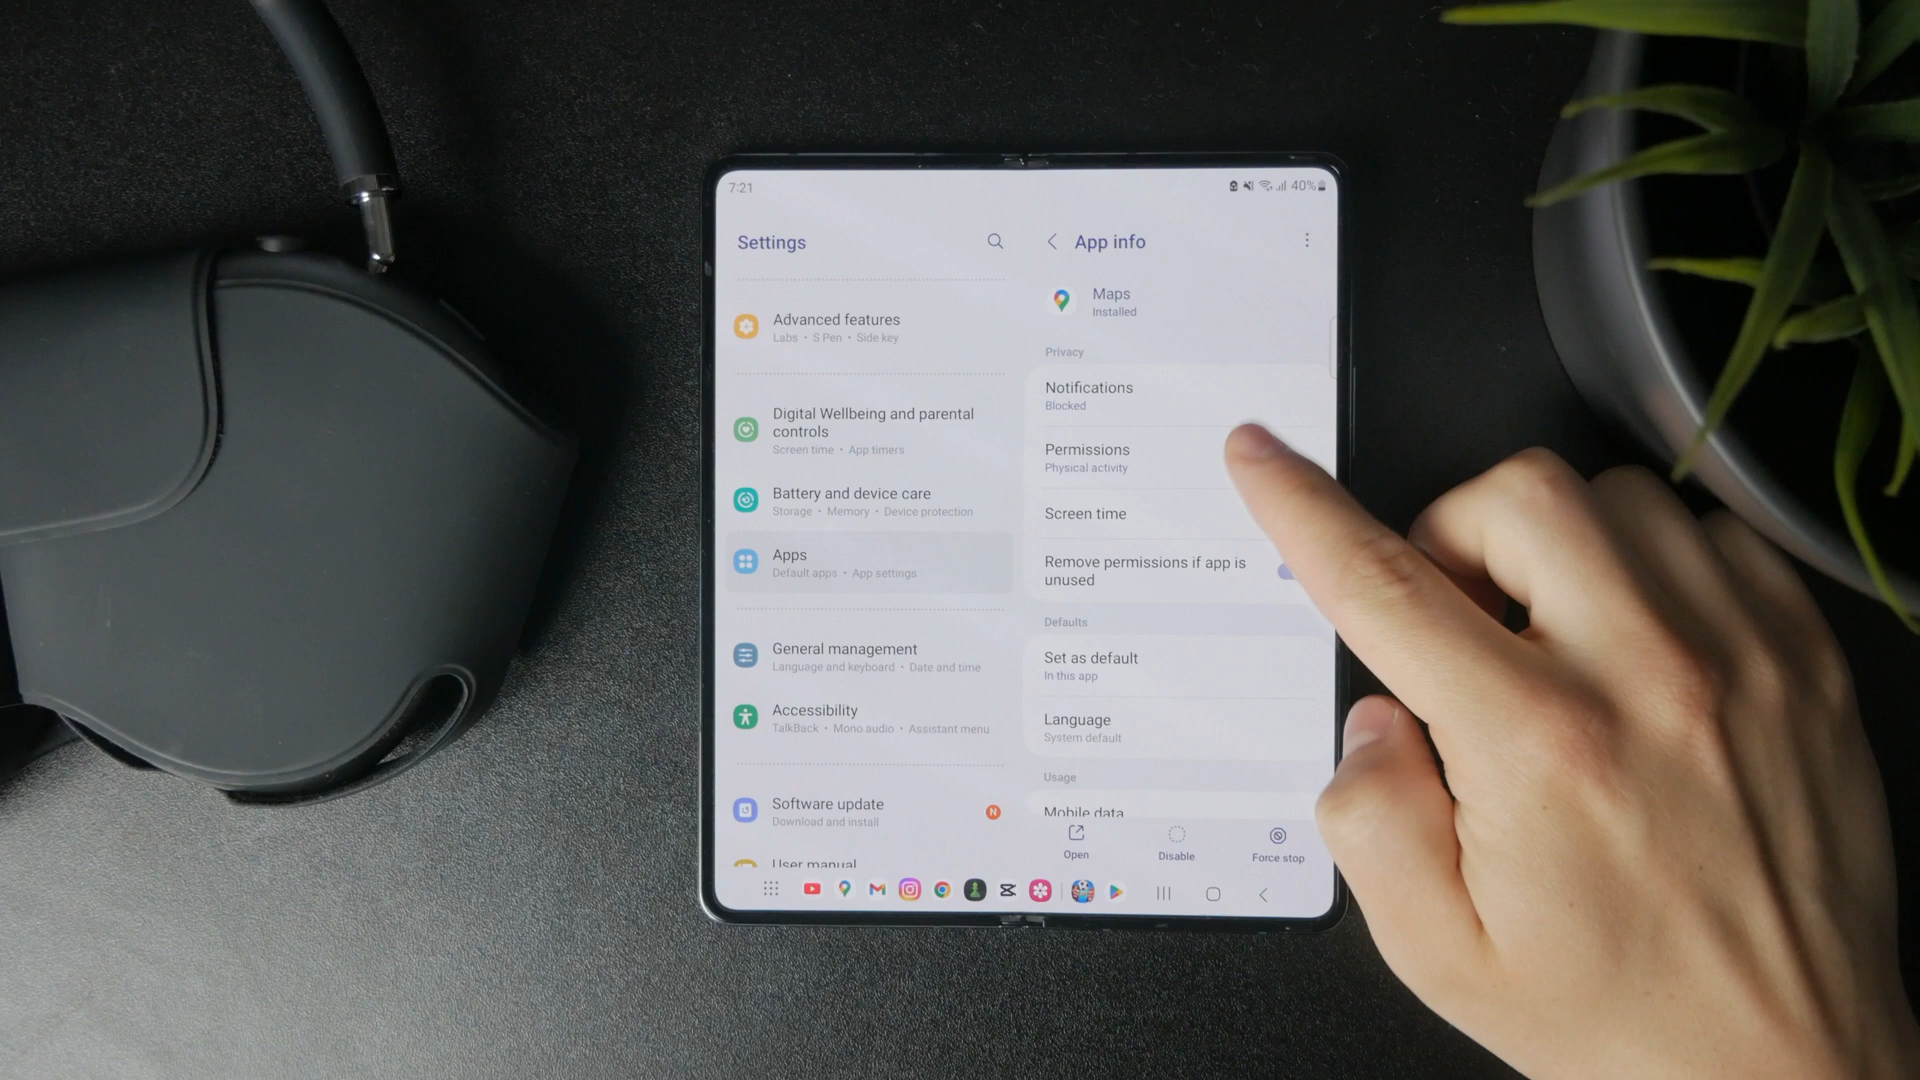 7:21
40%
Settings
Advanced features
Labs • S Pen • Side key
Digital Wellbeing and parental
controls
Screen time • App timers
Battery and device care
Storage • Memory • Device protection
Apps
Default apps • App settings
General management
Language and keyboard • Date and time
Accessibility
TalkBack • Mono audio • Assistant menu
Software update
Download and install
N
User manual
App info
Maps
Installed
Privacy
Notifications
Blocked
Permissions
Physical activity
Screen time
Remove permissions if app is
unused
Defaults
Set as default
In this app
Language
System default
Usage
Mobile data
Open
Disable
Force stop